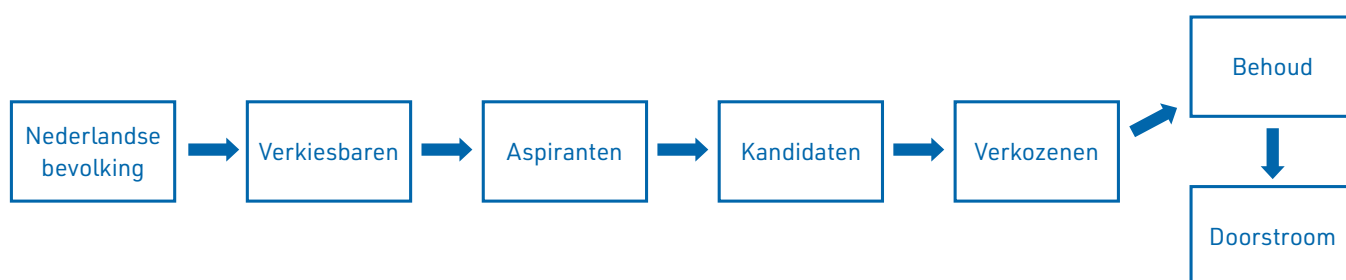 Nederlandse
bevolking
Verkiesbaren
Aspiranten
Kandidaten
Verkozenen
Behoud
Doorstroom